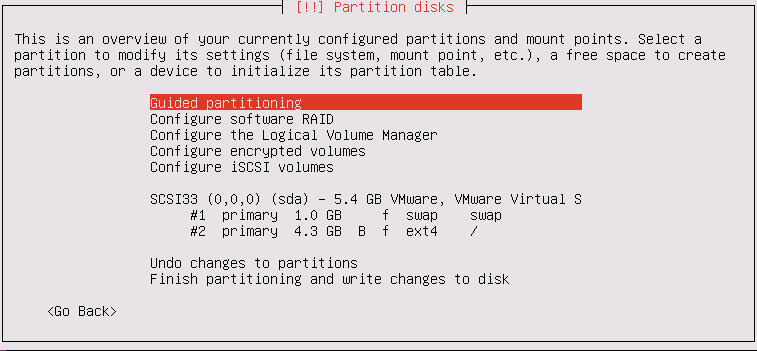 [!!] Partition disks
This is an overview of your currently configured partitions and mount points. Select a
partition to modify its settings (file system, mount point, etc.), a free space to create
partitions, or a device to initialize its partition table.
Guided partitioning
Configure software RAID
Configure the Logical Volume Manager
Configure encrypted volumes
Configure iSCSI volumes
SCSI33 (0,0,0) (sda) - 5.4 GB VMware, VMware Virtual S
#1 primary 1.0 GB f swap swap
#2 primary 4.3 GB B f ext4 /
Undo changes to partitions
Finish partitioning and write changes to disk
<Go Back>